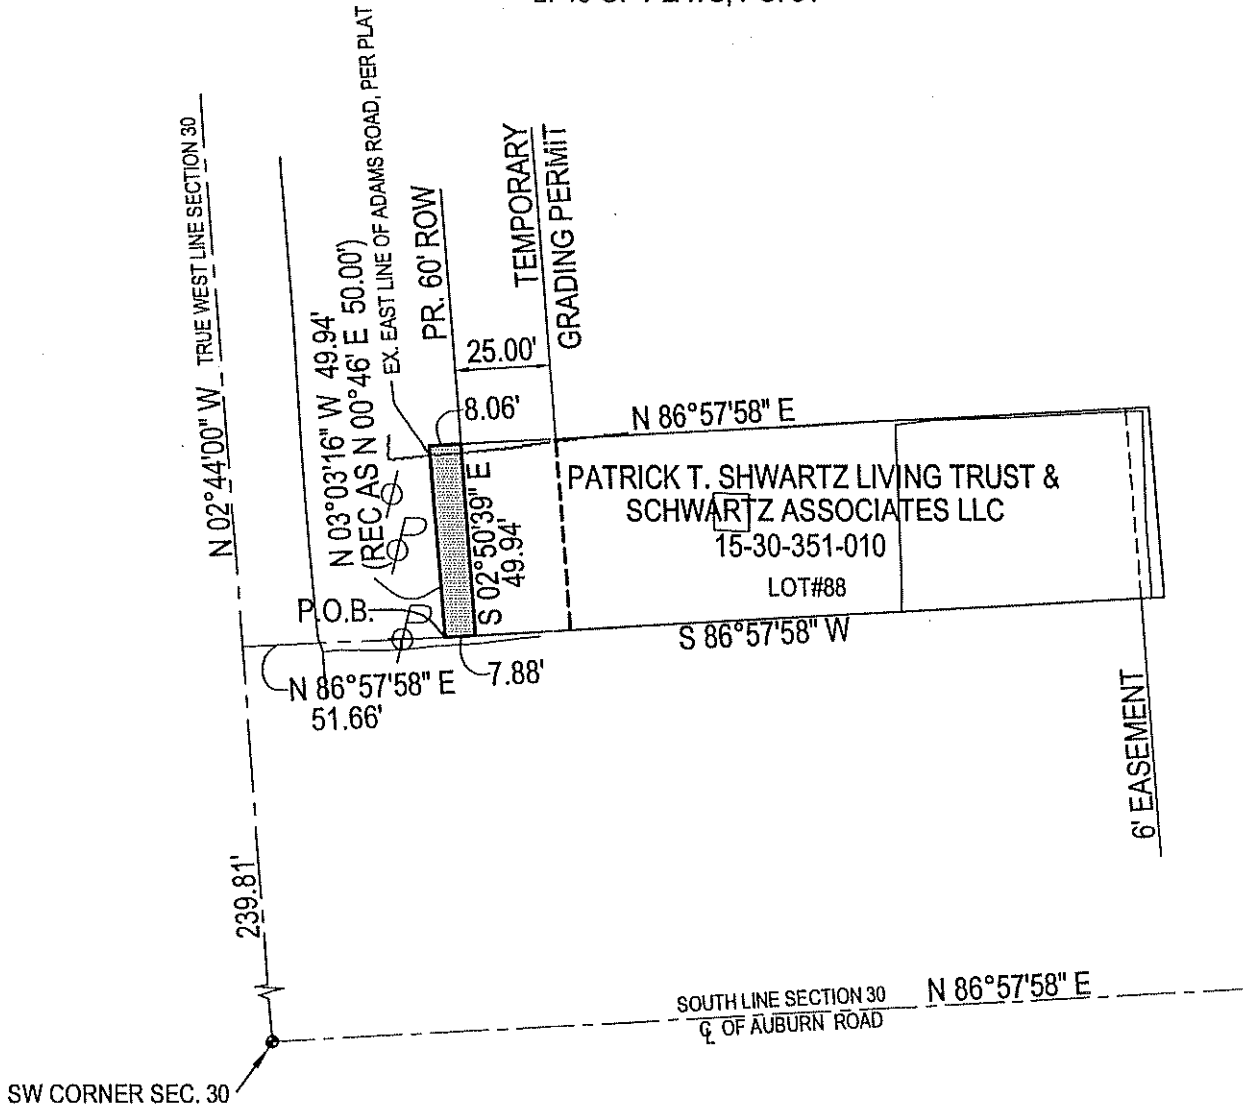 EX. EAST LINE OF ADAMS ROAD, PER PLAT
TRUE WEST LINE SECTION 30
N 02°44'00" W
N 03°03'16" W 49.94'
(REC AS N 00°46' E 50.00')
PR. 60' ROW
TEMPORARY
GRADING PERMIT
25.00'
8.06'
N 86°57'58" E
S 02°50'39" E
49.94'
PATRICK T. SHWARTZ LIVING TRUST &
SCHWARTZ ASSOCIATES LLC
15-30-351-010
LOT#88
P.O.B.
S 86°57'58" W
7.88'
N 86°57'58" E
51.66'
6' EASEMENT
239.81'
SOUTH LINE SECTION 30
N 86°57'58" E
℄ OF AUBURN ROAD
SW CORNER SEC. 30